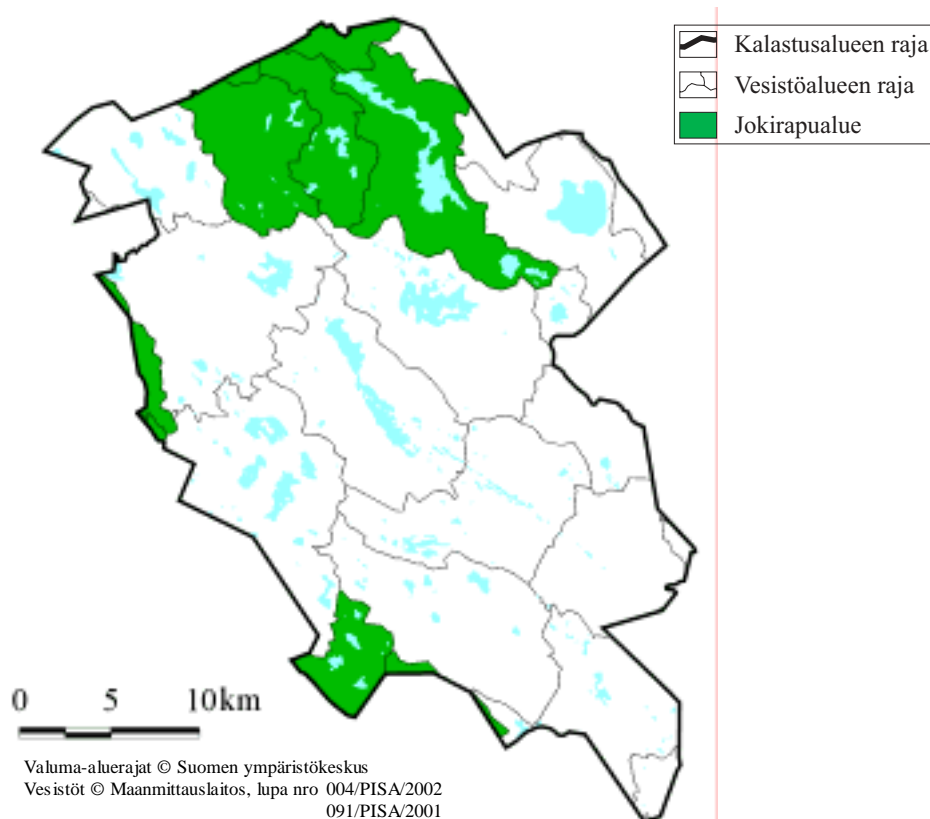 Kalastusalueen raja
Vesistöalueen raja
Jokirapualue
0 5 10km
Valuma-aluerajat © Suomen ympäristökeskus
Vesistöt © Maanmittauslaitos, lupa nro 004/PISA/2002
091/PISA/2001